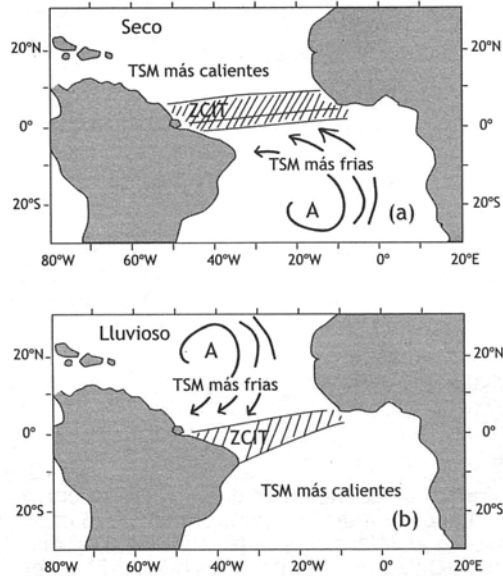 Seco
20°N
20°N
TSM más calientes
ZCIT
0°
0°
TSM más frias
20°S
A
(a)
20°S
80°W
60°W
40°W
20°W
0°
20°E
Lluvioso
A
20°N
20°N
TSM más frias
ZCIT
0°
0°
TSM más calientes
20°S
20°S
(b)
80°W
60°W
40°W
20°W
0°
20°E